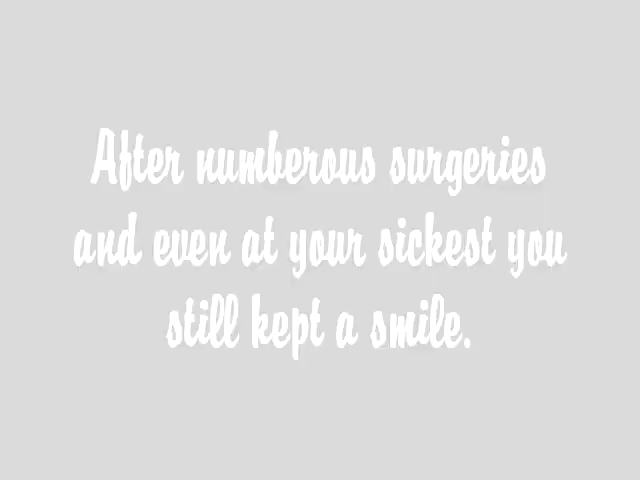 After numberous surgeries
and even at your sickest you
still kept a smile.